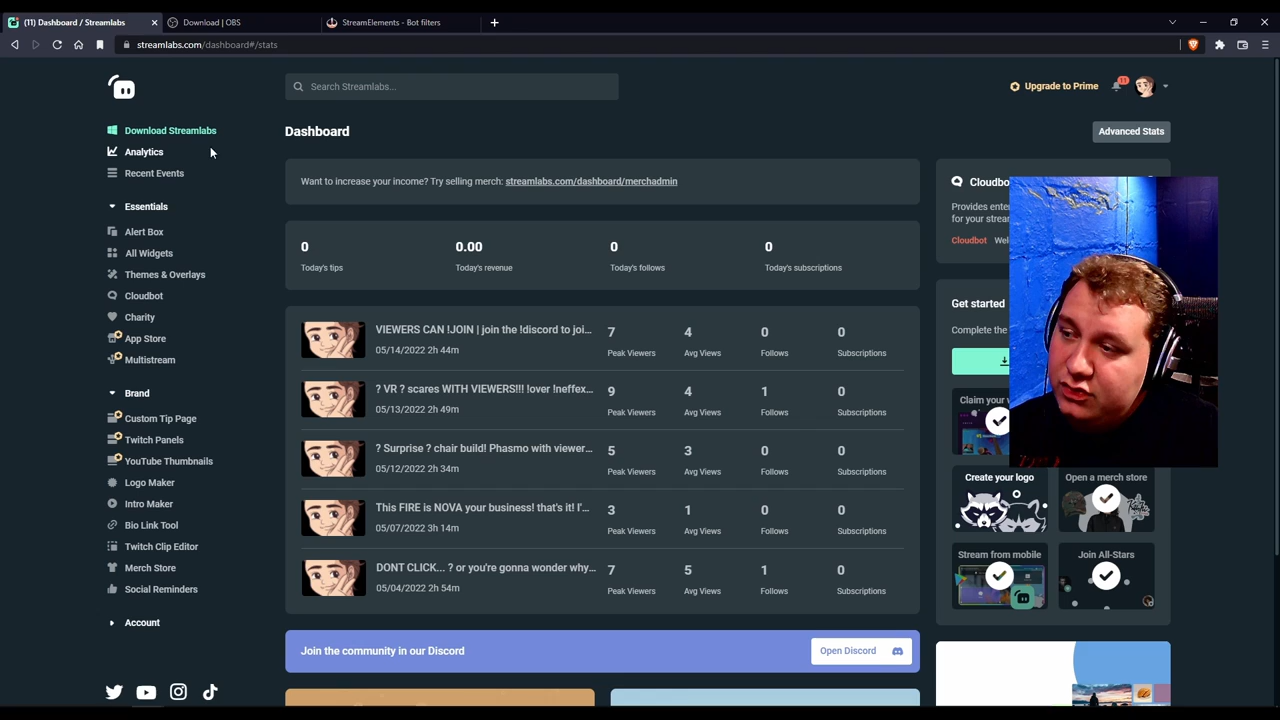 (11) Dashboard / Streamlabs
Download | OBS
StreamElements - Bot filters
streamlabs.com/dashboard#/stats
Search Streamlabs...
Upgrade to Prime
11
Download Streamlabs
Analytics
Recent Events
Essentials
Alert Box
All Widgets
Themes & Overlays
Cloudbot
Charity
App Store
Multistream
Brand
Custom Tip Page
Twitch Panels
YouTube Thumbnails
Logo Maker
Intro Maker
Bio Link Tool
Twitch Clip Editor
Merch Store
Social Reminders
Account
Dashboard
Advanced Stats
Want to increase your income? Try selling merch: streamlabs.com/dashboard/merchadmin
0 0.00 0 0
Today's tips Today's revenue Today's follows Today's subscriptions
VIEWERS CAN !JOIN | join the !discord to joi... 7 4 0 0
05/14/2022 2h 44m Peak Viewers Avg Views Follows Subscriptions
? VR ? scares WITH VIEWERS!!! !over !neffex... 9 4 1 0
05/13/2022 2h 49m Peak Viewers Avg Views Follows Subscriptions
? Surprise ? chair build! Phasmo with viewer... 5 3 0 0
05/12/2022 2h 34m Peak Viewers Avg Views Follows Subscriptions
This FIRE is NOVA your business! that's it! I'... 3 1 0 0
05/07/2022 3h 14m Peak Viewers Avg Views Follows Subscriptions
DONT CLICK... ? or you're gonna wonder why... 7 5 1 0
05/04/2022 2h 54m Peak Viewers Avg Views Follows Subscriptions
Join the community in our Discord
Open Discord
Cloudbo
Provides ente
for your strea
Cloudbot Wel
Get started
Complete the
Claim your
Create your logo
Open a merch store
Stream from mobile
Join All-Stars